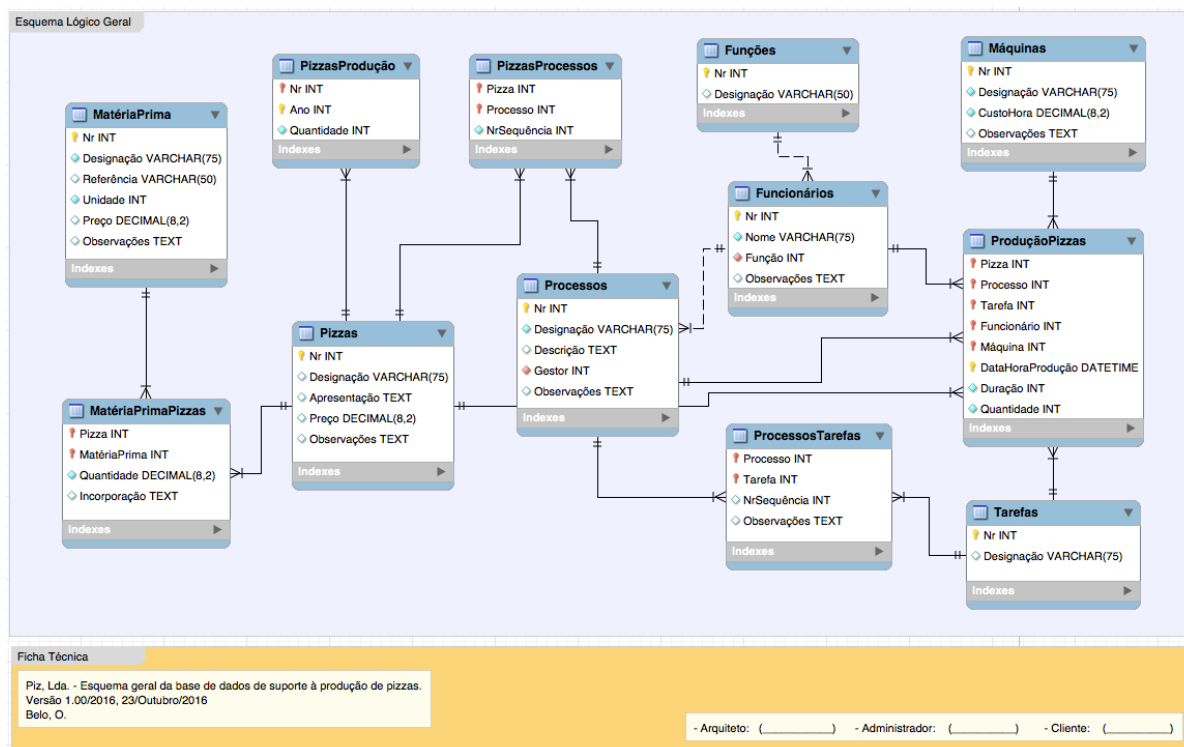 Esquema Lógico Geral
PizzasProdução
Nr INT
Ano INT
Quantidade INT
Indexes
PizzasProcessos
Pizza INT
Processo INT
NrSequência INT
Indexes
Funções
Nr INT
Designação VARCHAR(50)
Indexes
Máquinas
Nr INT
Designação VARCHAR(75)
CustoHora DECIMAL(8,2)
Observações TEXT
Indexes
MatériaPrima
Nr INT
Designação VARCHAR(75)
Referência VARCHAR(50)
Unidade INT
Preço DECIMAL(8,2)
Observações TEXT
Indexes
Funcionários
Nr INT
Nome VARCHAR(75)
Função INT
Observações TEXT
Indexes
ProduçãoPizzas
Pizza INT
Processo INT
Tarefa INT
Funcionário INT
Máquina INT
DataHoraProdução DATETIME
Duração INT
Quantidade INT
Indexes
Processos
Nr INT
Designação VARCHAR(75)
Descrição TEXT
Gestor INT
Observações TEXT
Indexes
Pizzas
Nr INT
Designação VARCHAR(75)
Apresentação TEXT
Preço DECIMAL(8,2)
Observações TEXT
Indexes
MatériaPrimaPizzas
Pizza INT
MatériaPrima INT
Quantidade DECIMAL(8,2)
Incorporação TEXT
Indexes
ProcessosTarefas
Processo INT
Tarefa INT
NrSequência INT
Observações TEXT
Indexes
Tarefas
Nr INT
Designação VARCHAR(75)
Indexes
Ficha Técnica
Piz, Lda. - Esquema geral da base de dados de suporte à produção de pizzas.
Versão 1.00/2016, 23/Outubro/2016
Belo, O.
- Arquiteto: (____________) - Administrador: (___________) - Cliente: (___________)